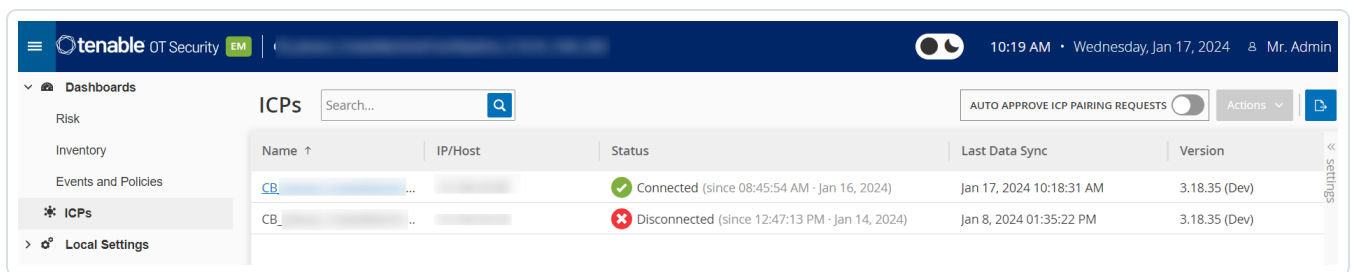 tenable OT Security EM
10:19 AM • Wednesday, Jan 17, 2024 Mr. Admin
Dashboards
Risk
Inventory
Events and Policies
ICPs
Local Settings
ICPs Search... AUTO APPROVE ICP PAIRING REQUESTS Actions
Name ↑ IP/Host Status Last Data Sync Version
CB_ ... Connected (since 08:45:54 AM · Jan 16, 2024) Jan 17, 2024 10:18:31 AM 3.18.35 (Dev)
CB_ .. Disconnected (since 12:47:13 PM · Jan 14, 2024) Jan 8, 2024 01:35:22 PM 3.18.35 (Dev)
settings